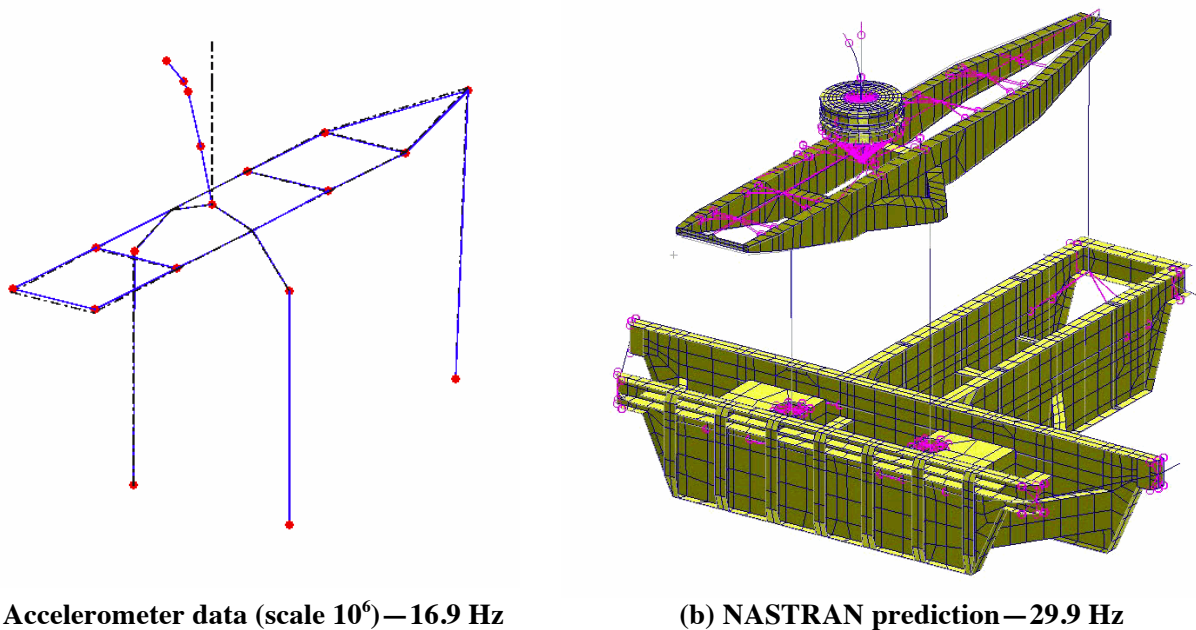 Accelerometer data (scale 10⁶)—16.9 Hz
(b) NASTRAN prediction—29.9 Hz